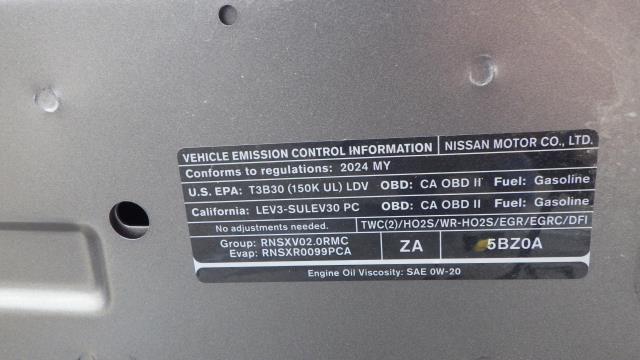 VEHICLE EMISSION CONTROL INFORMATION NISSAN MOTOR CO., LTD.
Conforms to regulations: 2024 MY
U.S. EPA: T3B30 (150K UL) LDV OBD: CA OBD II Fuel: Gasoline
California: LEV3-SULEV30 PC OBD: CA OBD II Fuel: Gasoline
No adjustments needed. TWC(2)/HO2S/WR-HO2S/EGR/EGRC/DFI
Group: RNSXV02.0RMC
Evap: RNSXR0099PCA
ZA 5BZ0A
Engine Oil Viscosity: SAE 0W-20